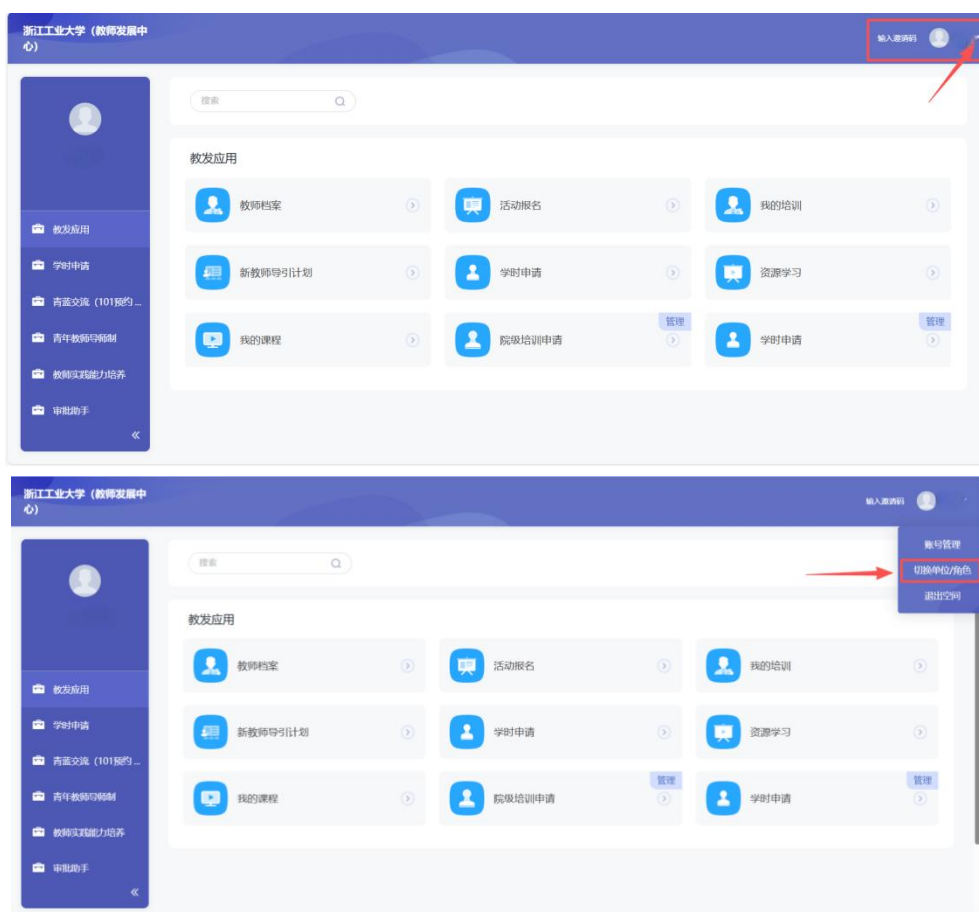 浙江工业大学（教师发展中
心）
输入邀请码
搜索
教发应用
教师档案
活动报名
我的培训
教发应用
学时申请
新教师导引计划
学时申请
资源学习
青蓝交流（101预约...
管理
管理
青年教师导师制
我的课程
院级培训申请
学时申请
教师实践能力培养
审批助手
浙江工业大学（教师发展中
心）
输入邀请码
账号管理
切换单位/角色
退出空间
搜索
教发应用
教师档案
活动报名
我的培训
教发应用
学时申请
新教师导引计划
学时申请
资源学习
青蓝交流（101预约...
管理
管理
青年教师导师制
我的课程
院级培训申请
学时申请
教师实践能力培养
审批助手